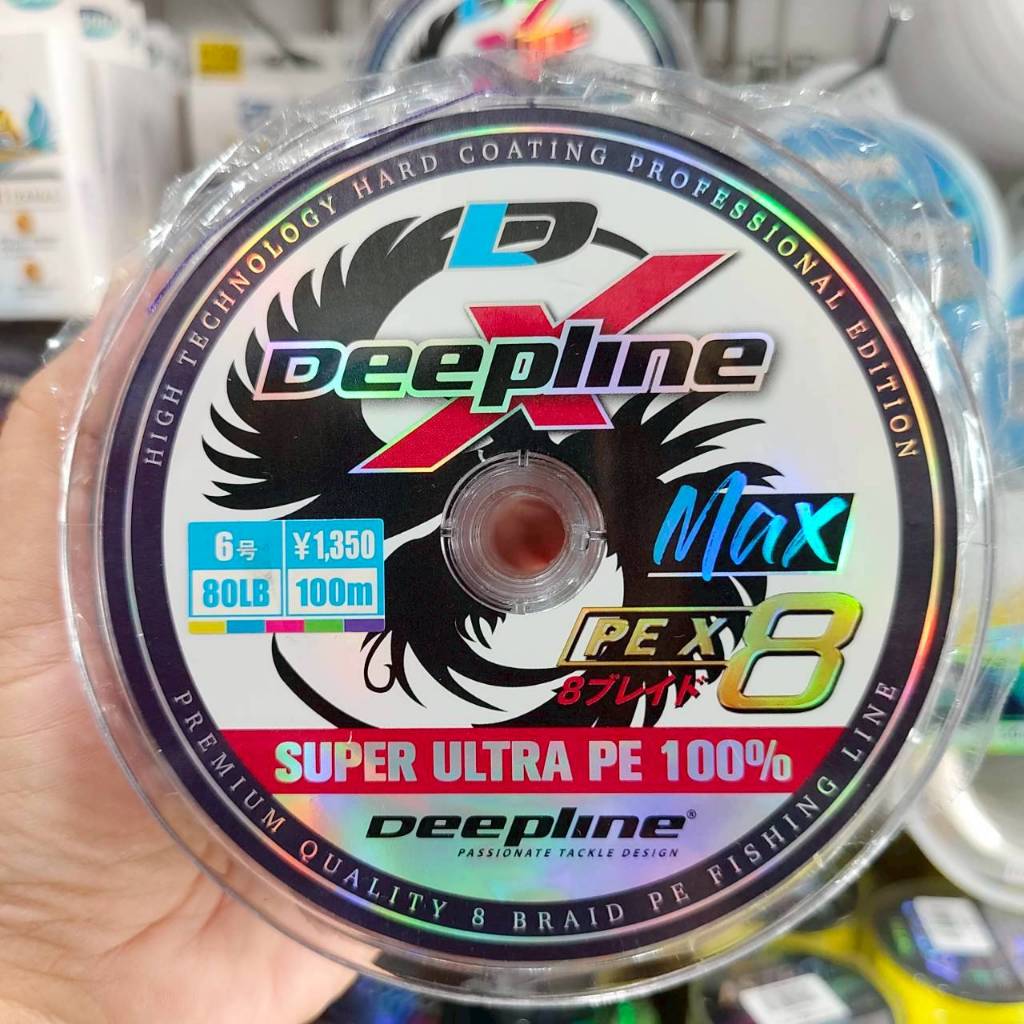 HIGH TECHNOLOGY HARD COATING PROFESSIONAL EDITION
D
X
Deepline
Max
6号 ¥1,350
80LB 100m
PE X 8
8ブレイド
SUPER ULTRA PE 100%
Deepline®
PASSIONATE TACKLE DESIGN
PREMIUM QUALITY 8 BRAID PE FISHING LINE